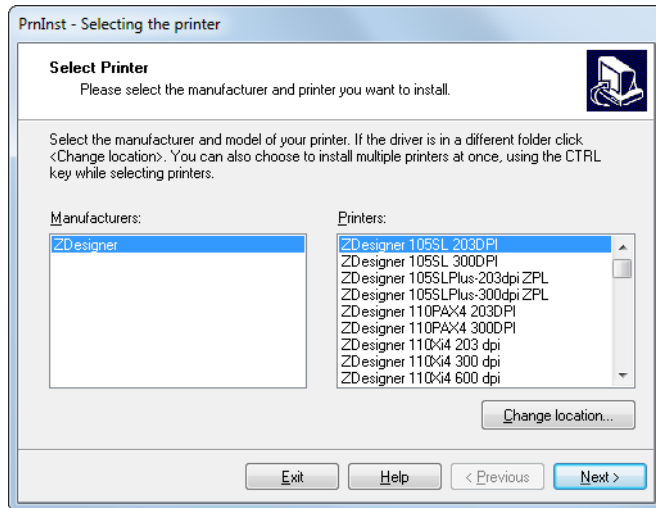 PrnInst - Selecting the printer
Select Printer
Please select the manufacturer and printer you want to install.
Select the manufacturer and model of your printer. If the driver is in a different folder click
<Change location>. You can also choose to install multiple printers at once, using the CTRL
key while selecting printers.
Manufacturers:
ZDesigner
Printers:
ZDesigner 105SL 203DPI
ZDesigner 105SL 300DPI
ZDesigner 105SLPlus-203dpi ZPL
ZDesigner 105SLPlus-300dpi ZPL
ZDesigner 110PAX4 203DPI
ZDesigner 110PAX4 300DPI
ZDesigner 110Xi4 203 dpi
ZDesigner 110Xi4 300 dpi
ZDesigner 110Xi4 600 dpi
Change location...
Exit
Help
< Previous
Next >